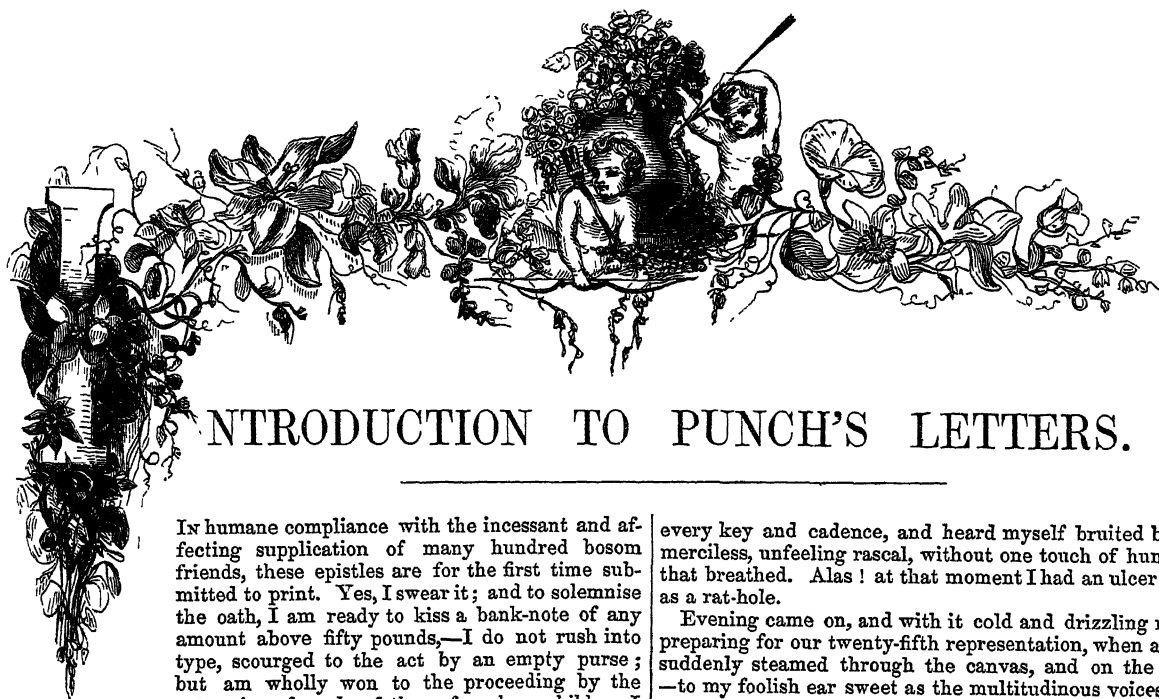 INTRODUCTION TO PUNCH'S LETTERS.
IN humane compliance with the incessant and af-
fecting supplication of many hundred bosom
friends, these epistles are for the first time sub-
mitted to print. Yes, I swear it; and to solemnise
the oath, I am ready to kiss a bank-note of any
amount above fifty pounds,—I do not rush into
type, scourged to the act by an empty purse;
but am wholly won to the proceeding by the
every key and cadence, and heard myself bruited
merciless, unfeeling rascal, without one touch of
that breathed. Alas! at that moment I had an ulcer
as a rat-hole.
Evening came on, and with it cold and drizzling
preparing for our twenty-fifth representation, when a
suddenly steamed through the canvas, and on the
—to my foolish ear sweet as the multitudinous